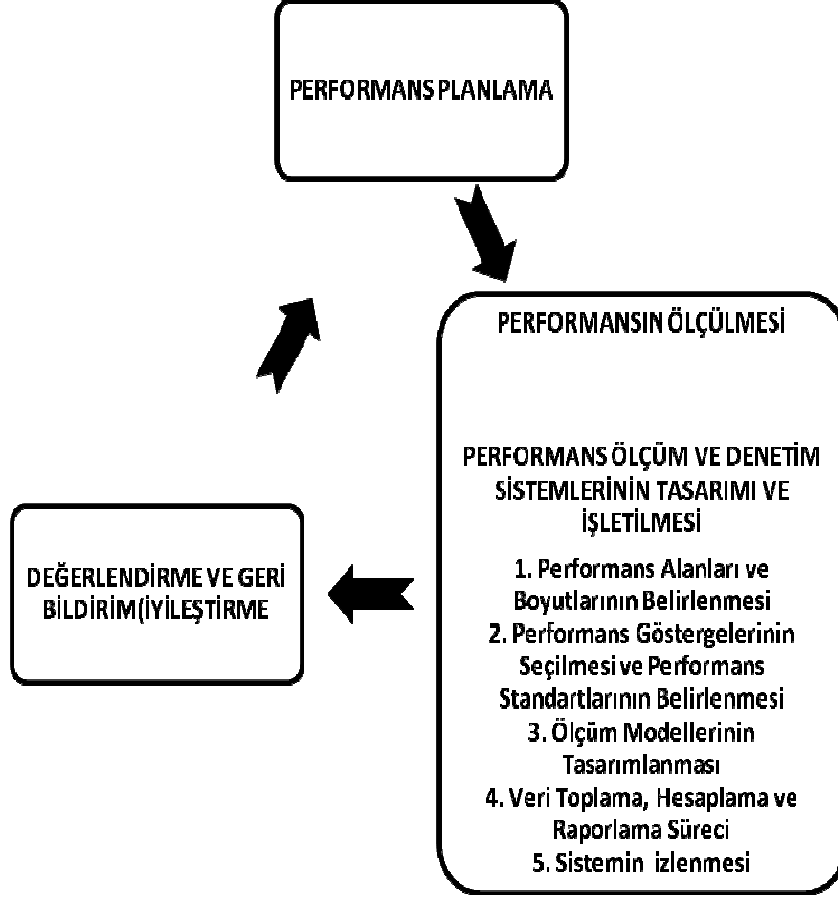 PERFORMANS PLANLAMA
PERFORMANSIN ÖLÇÜLMESİ
PERFORMANS ÖLÇÜM VE DENETİM
SİSTEMLERİNİN TASARIMI VE
İŞLETİLMESİ
1. Performans Alanları ve
Boyutlarının Belirlenmesi
2. Performans Göstergelerinin
Seçilmesi ve Performans
Standartlarının Belirlenmesi
3. Ölçüm Modellerinin
Tasarımlanması
4. Veri Toplama, Hesaplama ve
Raporlama Süreci
5. Sistemin izlenmesi
DEĞERLENDİRME VE GERİ
BİLDİRİM(İYİLEŞTİRME